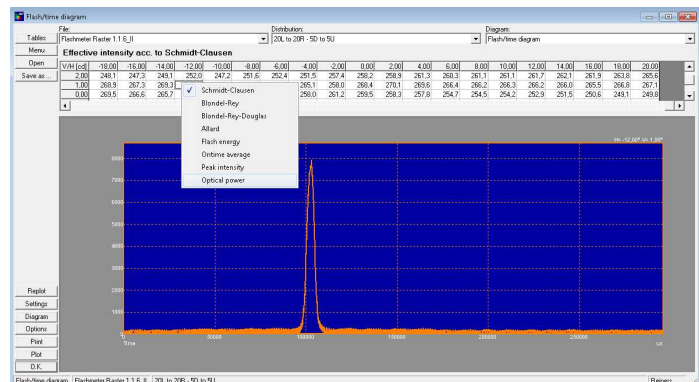 Flash/time diagram
File: Distribution: Diagram:
Tables Flashmeter Raster 1.1.6_II 20L to 20R - 5D to 5U Flash/time diagram
Menu Effective intensity acc. to Schmidt-Clausen
Open V/H [cd] -18,00 -16,00 -14,00 -12,00 -10,00 -8,00 -6,00 -4,00 -2,00 0,00 2,00 4,00 6,00 8,00 10,00 12,00 14,00 16,00 18,00 20,00
Save as ... 2,00 248,1 247,3 249,1 252,0 247,2 251,6 252,4 251,5 257,4 258,2 258,9 261,3 260,3 261,1 261,1 261,7 262,1 261,9 263,8 265,6
1,00 268,9 267,3 269,3 265,1 258,0 268,4 270,1 269,6 266,4 266,2 266,3 266,2 266,0 265,5 266,8 267,1
0,00 269,5 266,6 265,7 258,0 261,2 259,5 258,3 257,8 254,7 254,5 254,2 252,9 251,5 250,6 249,1 249,8
Schmidt-Clausen
Blondel-Rey
Blondel-Rey-Douglas
Allard
Flash energy
Ontime average
Peak intensity
Optical power
H= -12,00° V= 1,00°
8000
7000
6000
5000
4000
3000
2000
1000
0
50000 100000 150000 200000 250000
Time us
Replot
Settings
Diagram
Options
Print
Plot
O.K.
Flash/time diagram Flashmeter Raster 1.1.6_II 20L to 20R - 5D to 5U Reiners